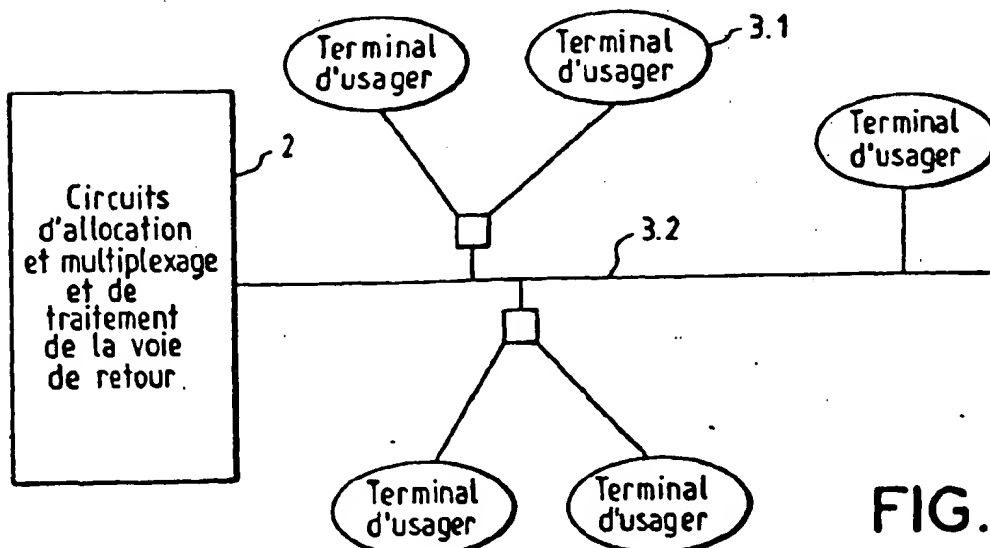 Terminal
d'usager
Terminal
d'usager
3.1
Terminal
d'usager
2
Circuits
d'allocation
et multiplexage
et de
traitement
de la voie
de retour.
3.2
Terminal
d'usager
Terminal
d'usager
FIG.